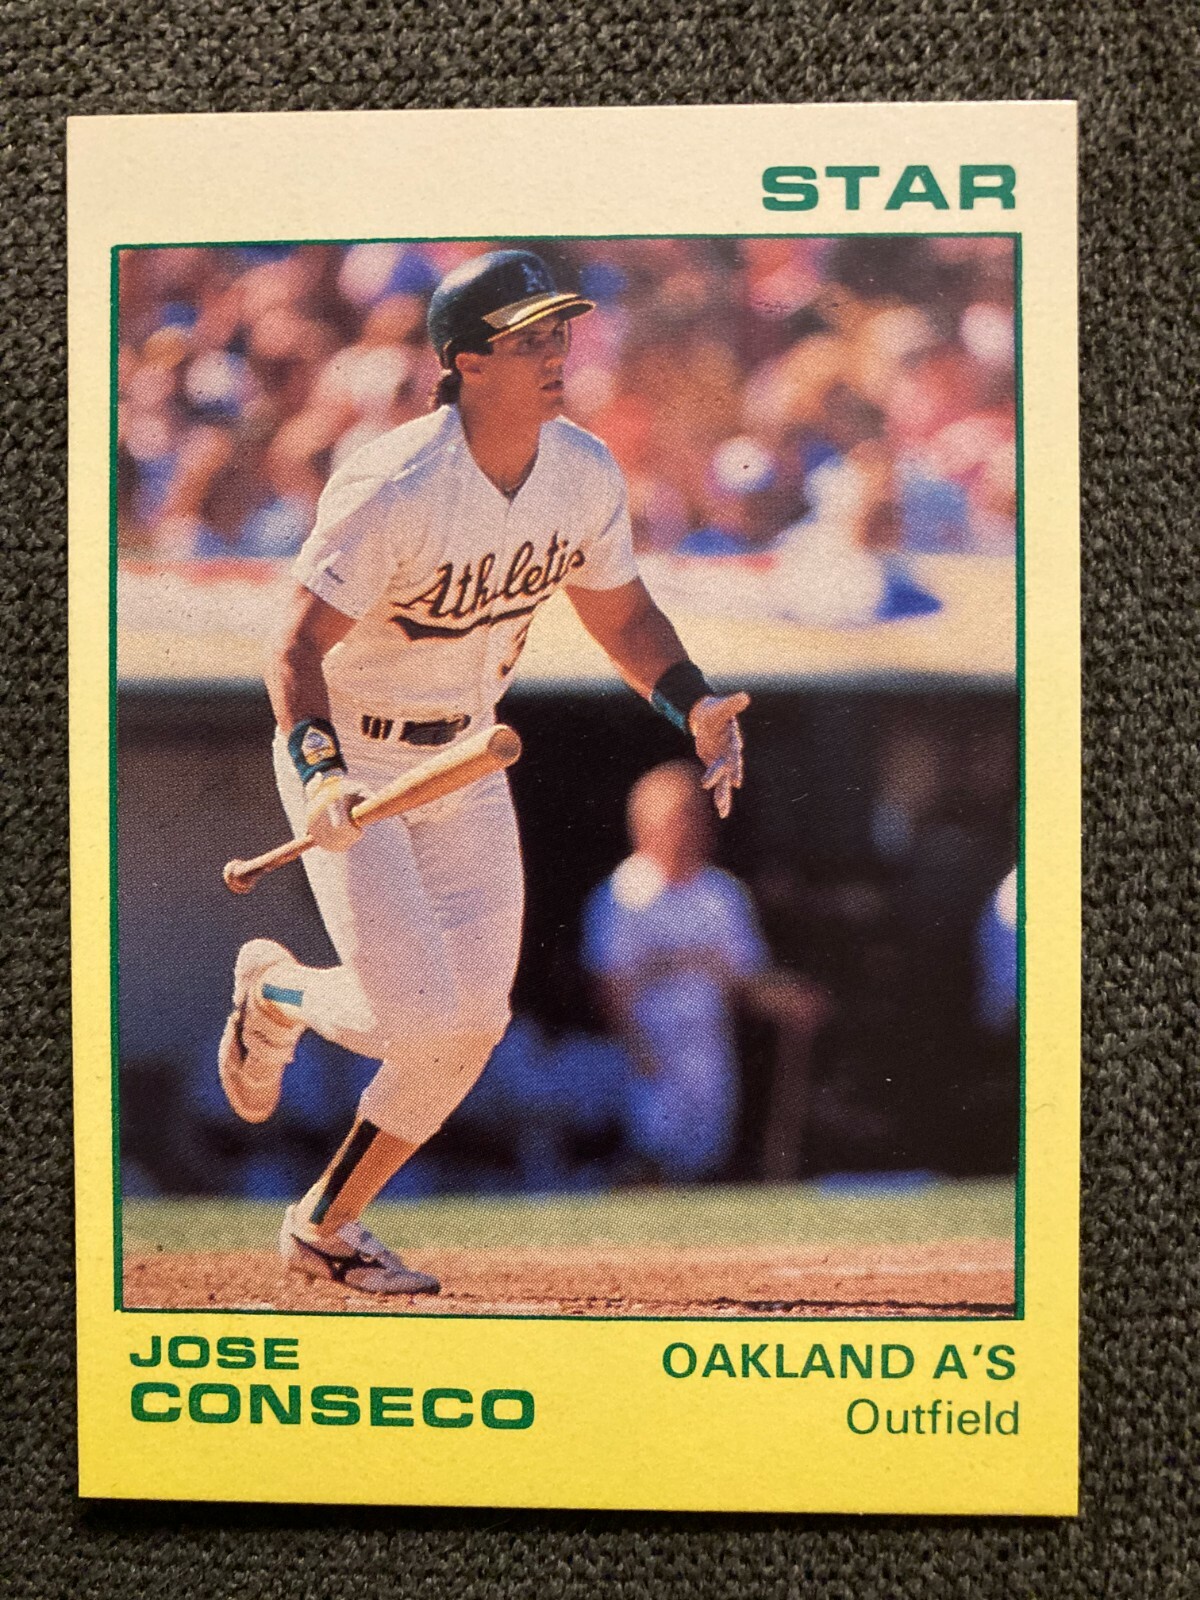 STAR
A's
Athletics
JOSE
CONSECO
OAKLAND A'S
Outfield